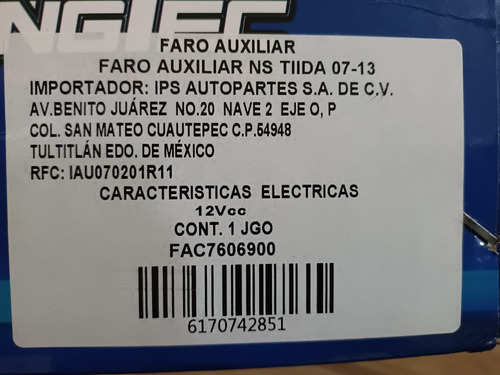 NGTEC
FARO AUXILIAR
FARO AUXILIAR NS TIIDA 07-13
IMPORTADOR: IPS AUTOPARTES S.A. DE C.V.
AV.BENITO JUÁREZ NO.20 NAVE 2 EJE O, P
COL. SAN MATEO CUAUTEPEC C.P.54948
TULTITLÁN EDO. DE MÉXICO
RFC: IAU070201R11
CARACTERISTICAS ELECTRICAS
12Vcc
CONT. 1 JGO
FAC7606900
6170742851